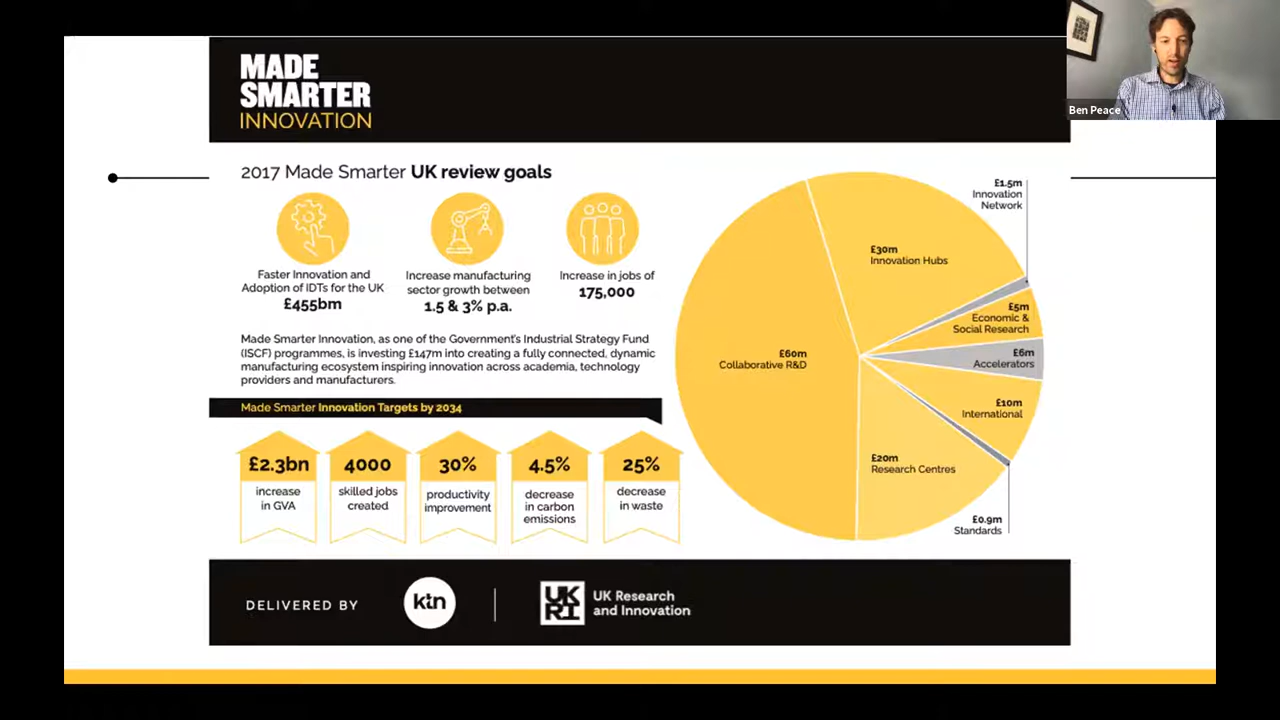 MADE
SMARTER
INNOVATION
Ben Peace
2017 Made Smarter UK review goals
Faster Innovation and
Adoption of IDTs for the UK
£455bm
Increase manufacturing
sector growth between
1.5 & 3% p.a.
Increase in jobs of
175,000
Made Smarter Innovation, as one of the Government's Industrial Strategy Fund
(ISCF) programmes, is investing £147m into creating a fully connected, dynamic
manufacturing ecosystem inspiring innovation across academia, technology
providers and manufacturers.
Made Smarter Innovation Targets by 2034
£2.3bn
increase
in GVA
4000
skilled jobs
created
30%
productivity
improvement
4.5%
decrease
in carbon
emissions
25%
decrease
in waste
£1.5m
Innovation
Network
£30m
Innovation Hubs
£5m
Economic &
Social Research
£6m
Accelerators
£60m
Collaborative R&D
£10m
International
£20m
Research Centres
£0.9m
Standards
DELIVERED BY
ktn
UK
RI
UK Research
and Innovation